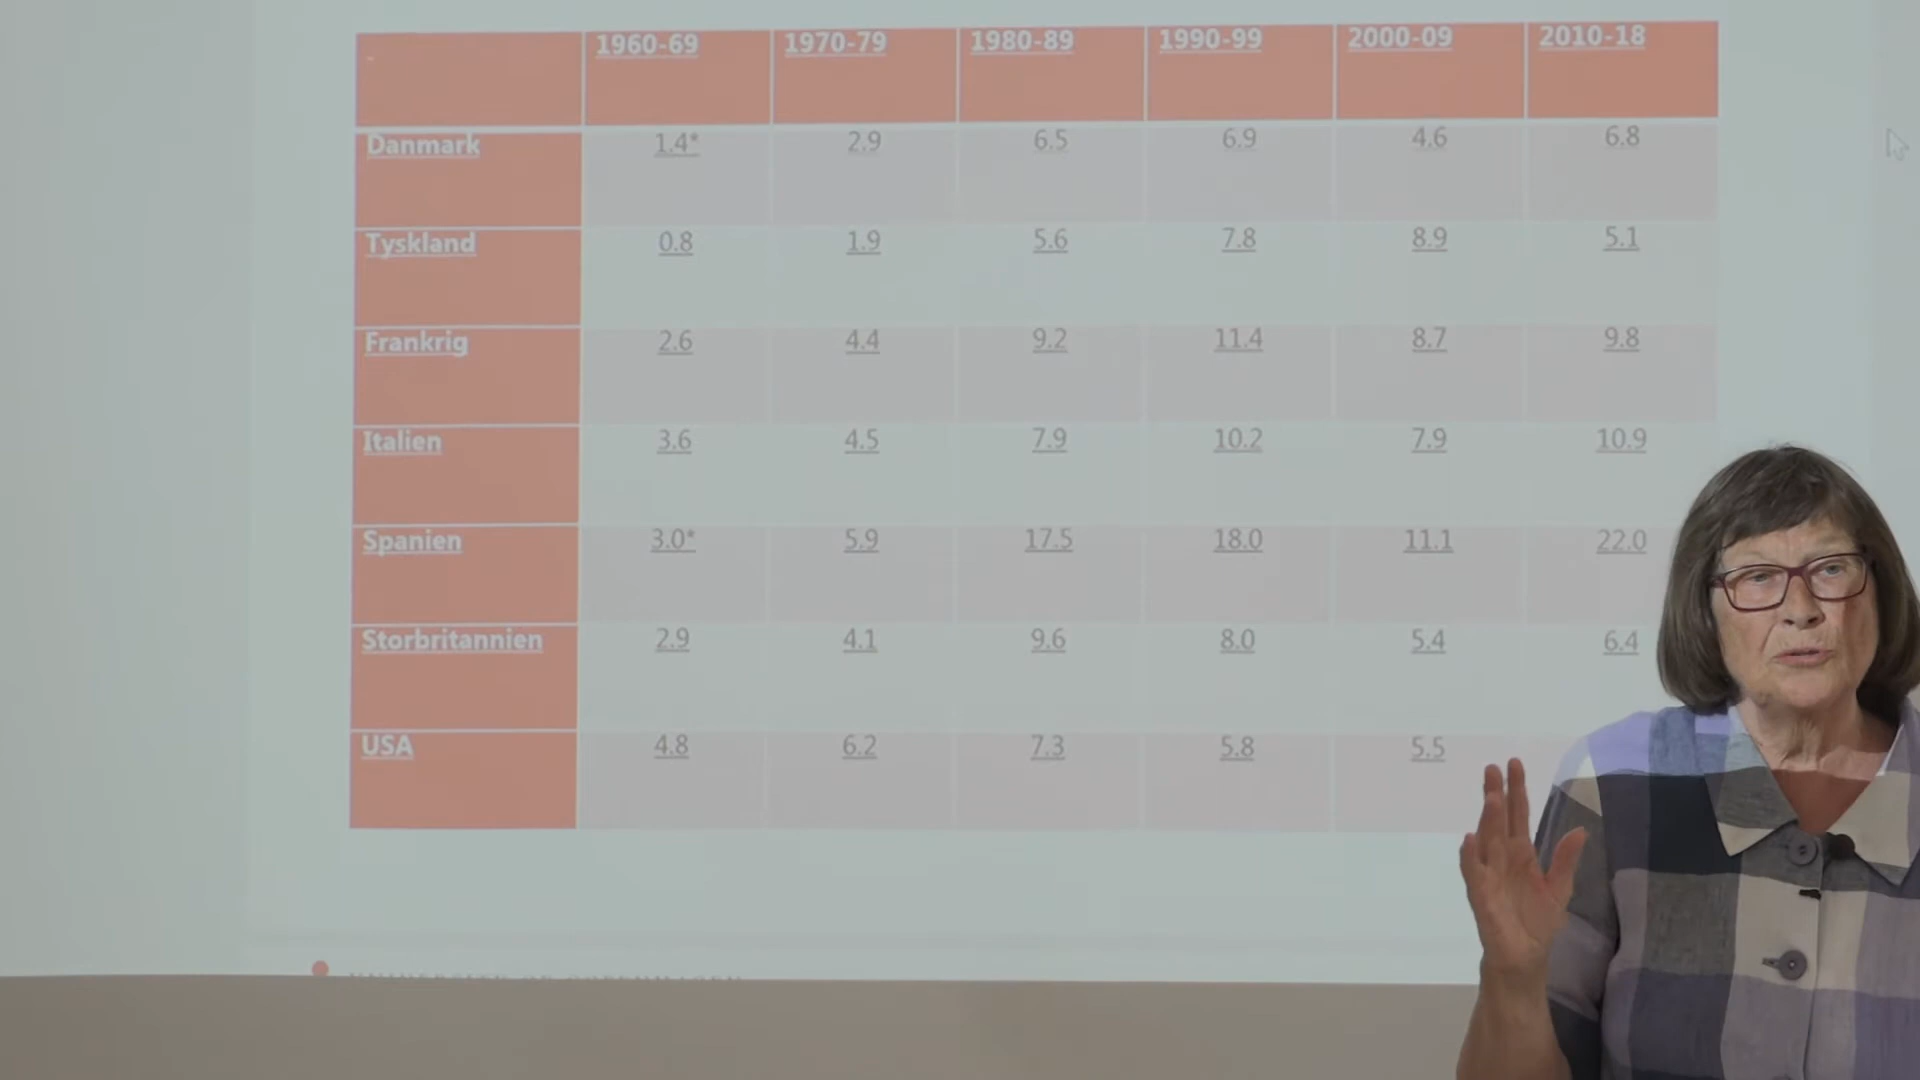 - 1960-69 1970-79 1980-89 1990-99 2000-09 2010-18
Danmark 1.4* 2.9 6.5 6.9 4.6 6.8
Tyskland 0.8 1.9 5.6 7.8 8.9 5.1
Frankrig 2.6 4.4 9.2 11.4 8.7 9.8
Italien 3.6 4.5 7.9 10.2 7.9 10.9
Spanien 3.0* 5.9 17.5 18.0 11.1 22.0
Storbritannien 2.9 4.1 9.6 8.0 5.4 6.4
USA 4.8 6.2 7.3 5.8 5.5